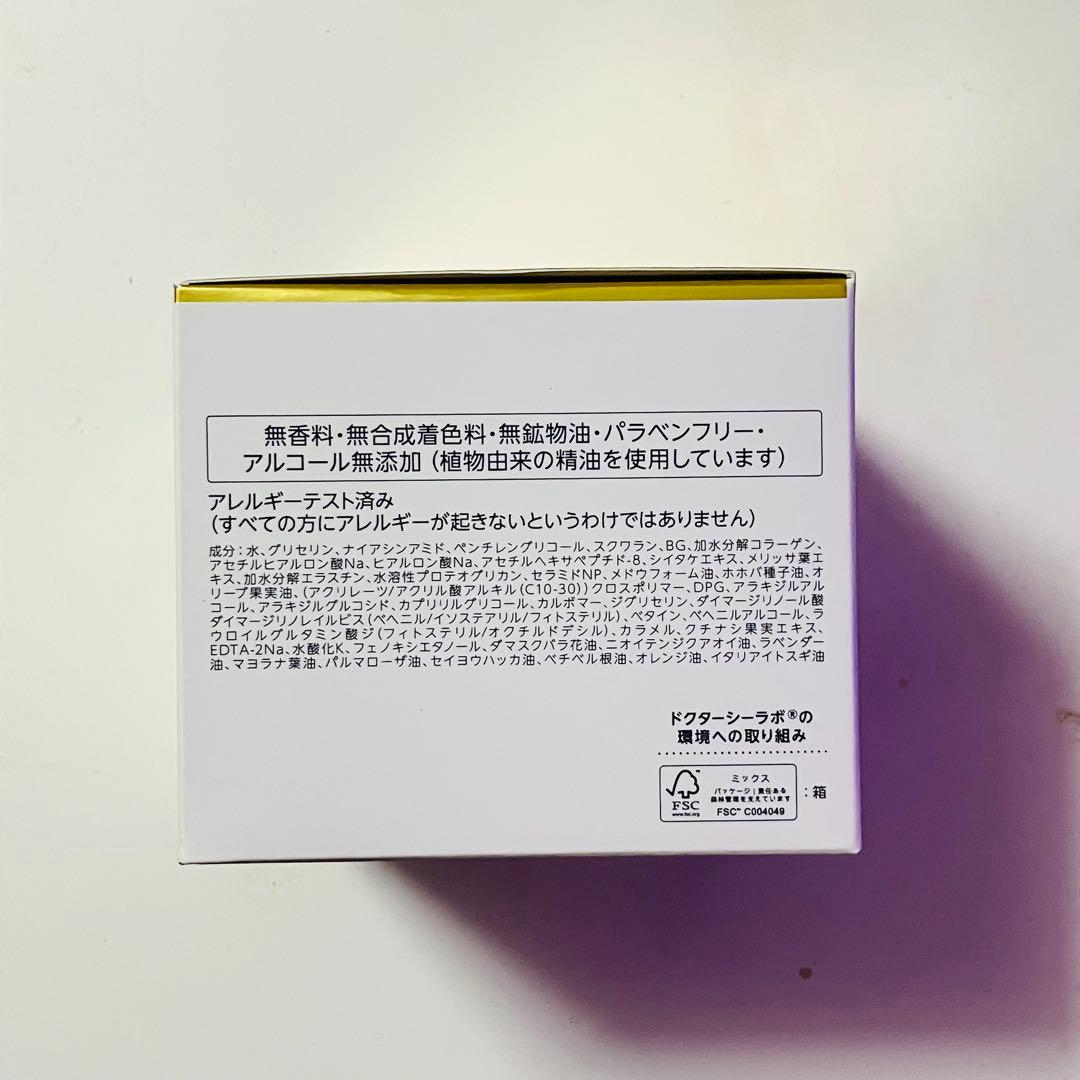 無香料・無合成着色料・無鉱物油・パラベンフリー・
アルコール無添加 (植物由来の精油を使用しています)
アレルギーテスト済み
(すべての方にアレルギーが起きないというわけではありません)
成分:水、グリセリン、ナイアシンアミド、ペンチレングリコール、スクワラン、BG、加水分解コラーゲン、
アセチルヒアルロン酸Na、ヒアルロン酸Na、アセチルヘキサペプチド-8、シイタケエキス、メリッサ葉エ
キス、加水分解エラスチン、水溶性プロテオグリカン、セラミドNP、メドウフォーム油、ホホバ種子油、オ
リーブ果実油、(アクリレーツ/アクリル酸アルキル(C10-30))クロスポリマー、DPG、アラキジルアル
コール、アラキジルグルコシド、カプリリルグリコール、カルボマー、ジグリセリン、ダイマージリノール酸
ダイマージリノレイルビス(ベヘニル/イソステアリル/フィトステリル)、ベタイン、ベヘニルアルコール、ラ
ウロイルグルタミン酸ジ(フィトステリル/オクチルドデシル)、カラメル、クチナシ果実エキス、
EDTA-2Na、水酸化K、フェノキシエタノール、ダマスクバラ花油、ニオイテンジクアオイ油、ラベンダー
油、マヨラナ葉油、パルマローザ油、セイヨウハッカ油、ベチベル根油、オレンジ油、イタリアイトスギ油
ドクターシーラボ®の
環境への取り組み
FSC
www.fsc.org
ミックス
パッケージ|責任ある
森林管理を支えています
FSC™ C004049
:箱